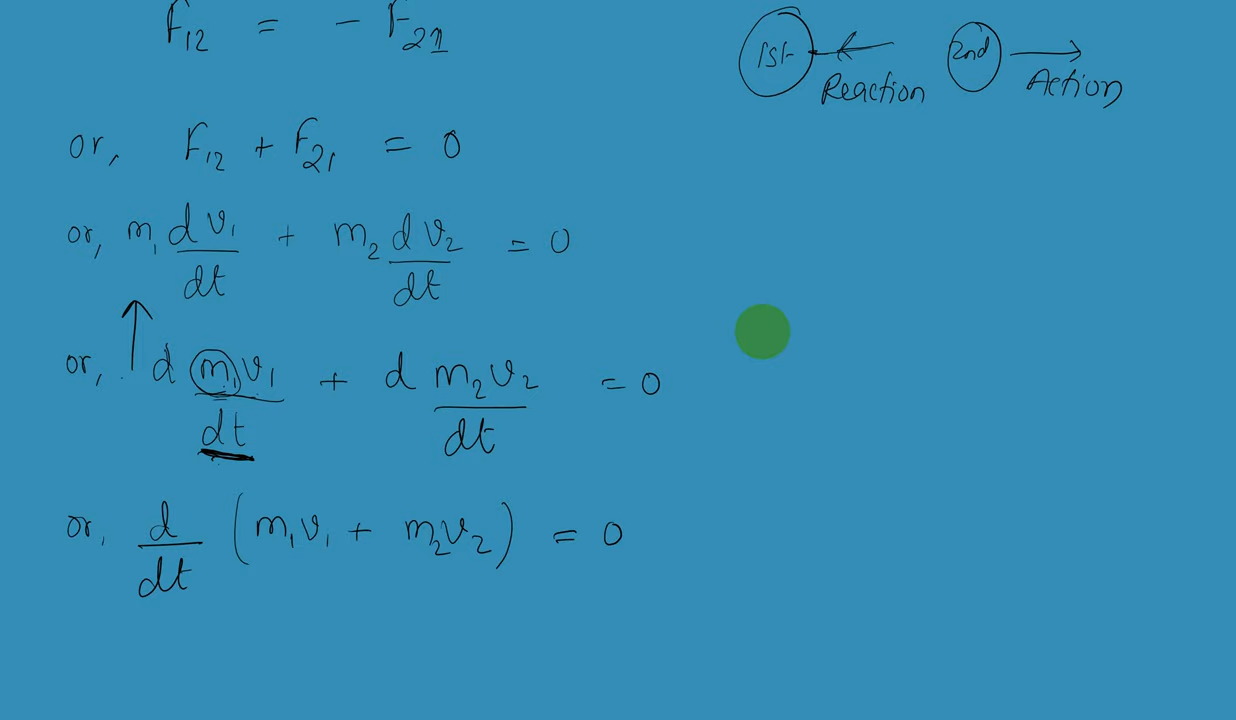 F₁₂ = - F₂₁
1st 2nd
Reaction Action
or, F₁₂ + F₂₁ = 0
or, m₁ dv₁/dt + m₂ dv₂/dt = 0
or, d m₁v₁/dt + d m₂v₂/dt = 0
or, d/dt (m₁v₁ + m₂v₂) = 0